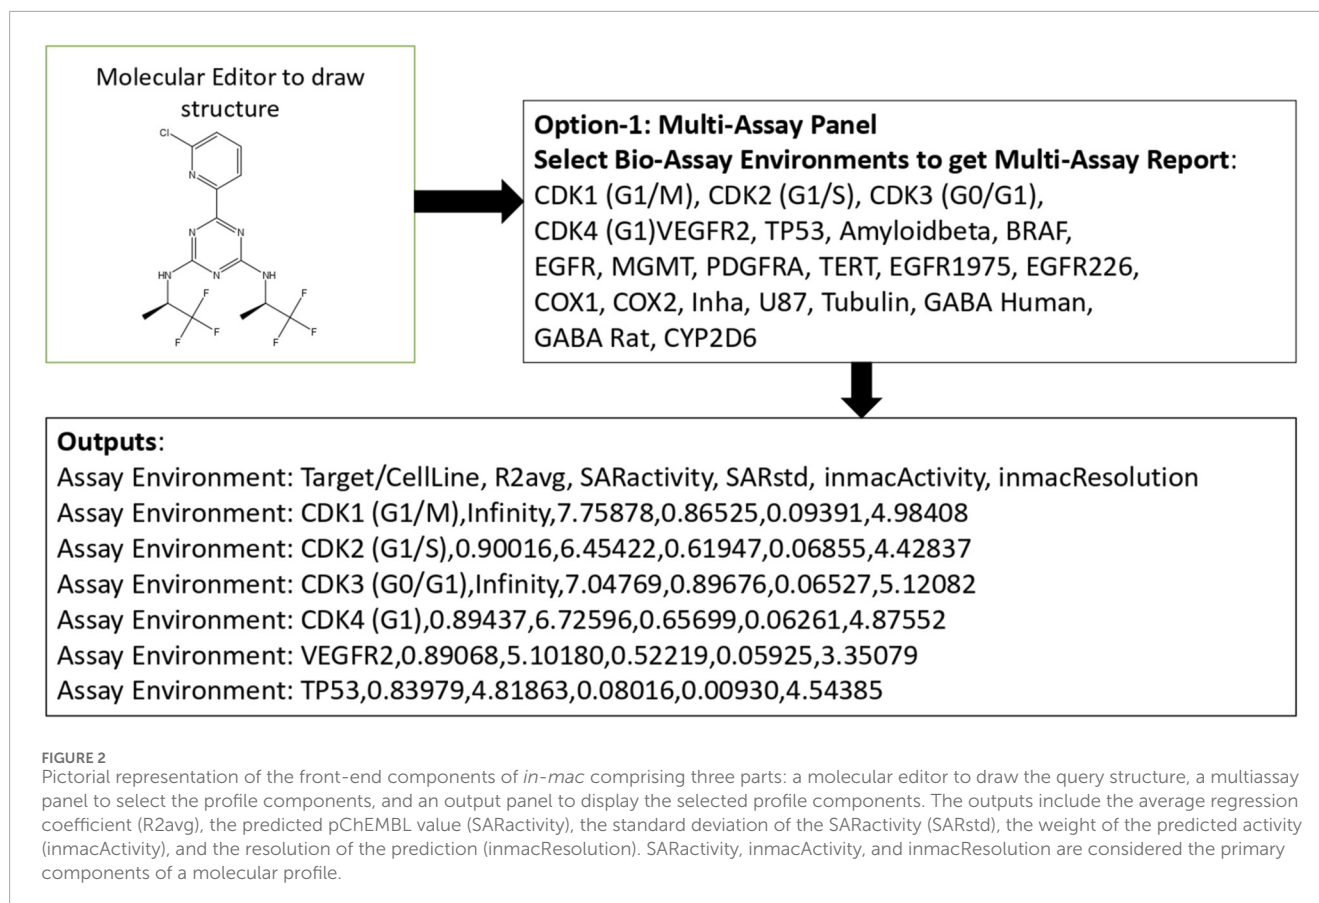 Molecular Editor to draw
structure
Cl
N
N
N
HN
N
NH
F
F
F
F
F
F
Option-1: Multi-Assay Panel
Select Bio-Assay Environments to get Multi-Assay Report:
CDK1 (G1/M), CDK2 (G1/S), CDK3 (G0/G1),
CDK4 (G1)VEGFR2, TP53, Amyloidbeta, BRAF,
EGFR, MGMT, PDGFRA, TERT, EGFR1975, EGFR226,
COX1, COX2, Inha, U87, Tubulin, GABA Human,
GABA Rat, CYP2D6
Outputs:
Assay Environment: Target/CellLine, R2avg, SARactivity, SARstd, inmacActivity, inmacResolution
Assay Environment: CDK1 (G1/M),Infinity,7.75878,0.86525,0.09391,4.98408
Assay Environment: CDK2 (G1/S),0.90016,6.45422,0.61947,0.06855,4.42837
Assay Environment: CDK3 (G0/G1),Infinity,7.04769,0.89676,0.06527,5.12082
Assay Environment: CDK4 (G1),0.89437,6.72596,0.65699,0.06261,4.87552
Assay Environment: VEGFR2,0.89068,5.10180,0.52219,0.05925,3.35079
Assay Environment: TP53,0.83979,4.81863,0.08016,0.00930,4.54385
FIGURE 2
Pictorial representation of the front-end components of in-mac comprising three parts: a molecular editor to draw the query structure, a multiassay
panel to select the profile components, and an output panel to display the selected profile components. The outputs include the average regression
coefficient (R2avg), the predicted pChEMBL value (SARactivity), the standard deviation of the SARactivity (SARstd), the weight of the predicted activity
(inmacActivity), and the resolution of the prediction (inmacResolution). SARactivity, inmacActivity, and inmacResolution are considered the primary
components of a molecular profile.